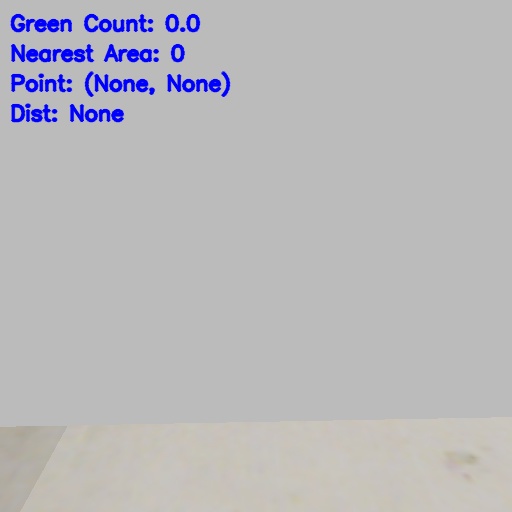 Green Count: 0.0
Nearest Area: 0
Point: (None, None)
Dist: None